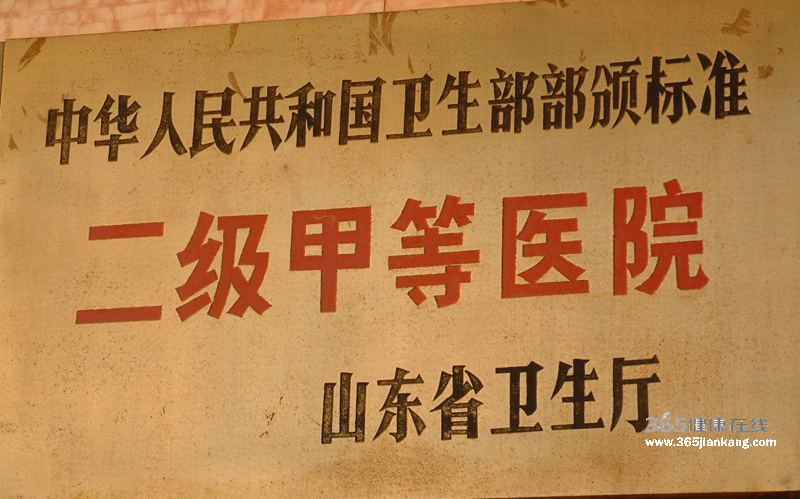 中华人民共和国卫生部部颁标准
二级甲等医院
山东省卫生厅
365健康在线
www.365jiankang.com